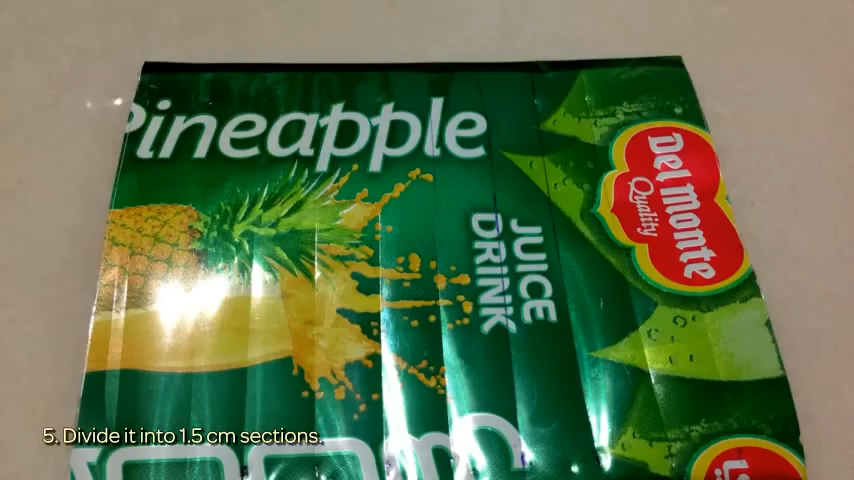 Pineapple
JUICE
DRINK
Del monte
Quality
5. Divide it into 1.5 cm sections.